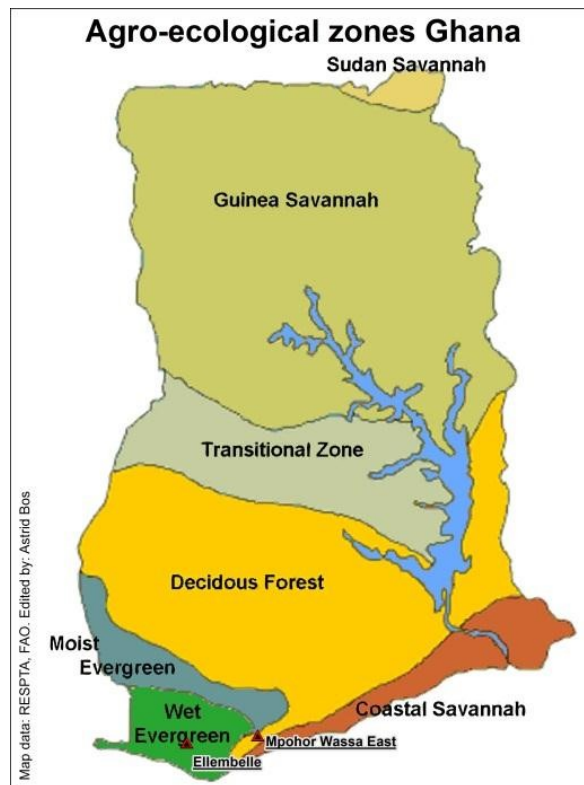 Agro-ecological zones Ghana
Sudan Savannah
Guinea Savannah
Transitional Zone
Decidous Forest
Moist
Evergreen
Wet
Evergreen
Coastal Savannah
Mpohor Wassa East
Ellembelle
Map data: RESPTA, FAO. Edited by: Astrid Bos